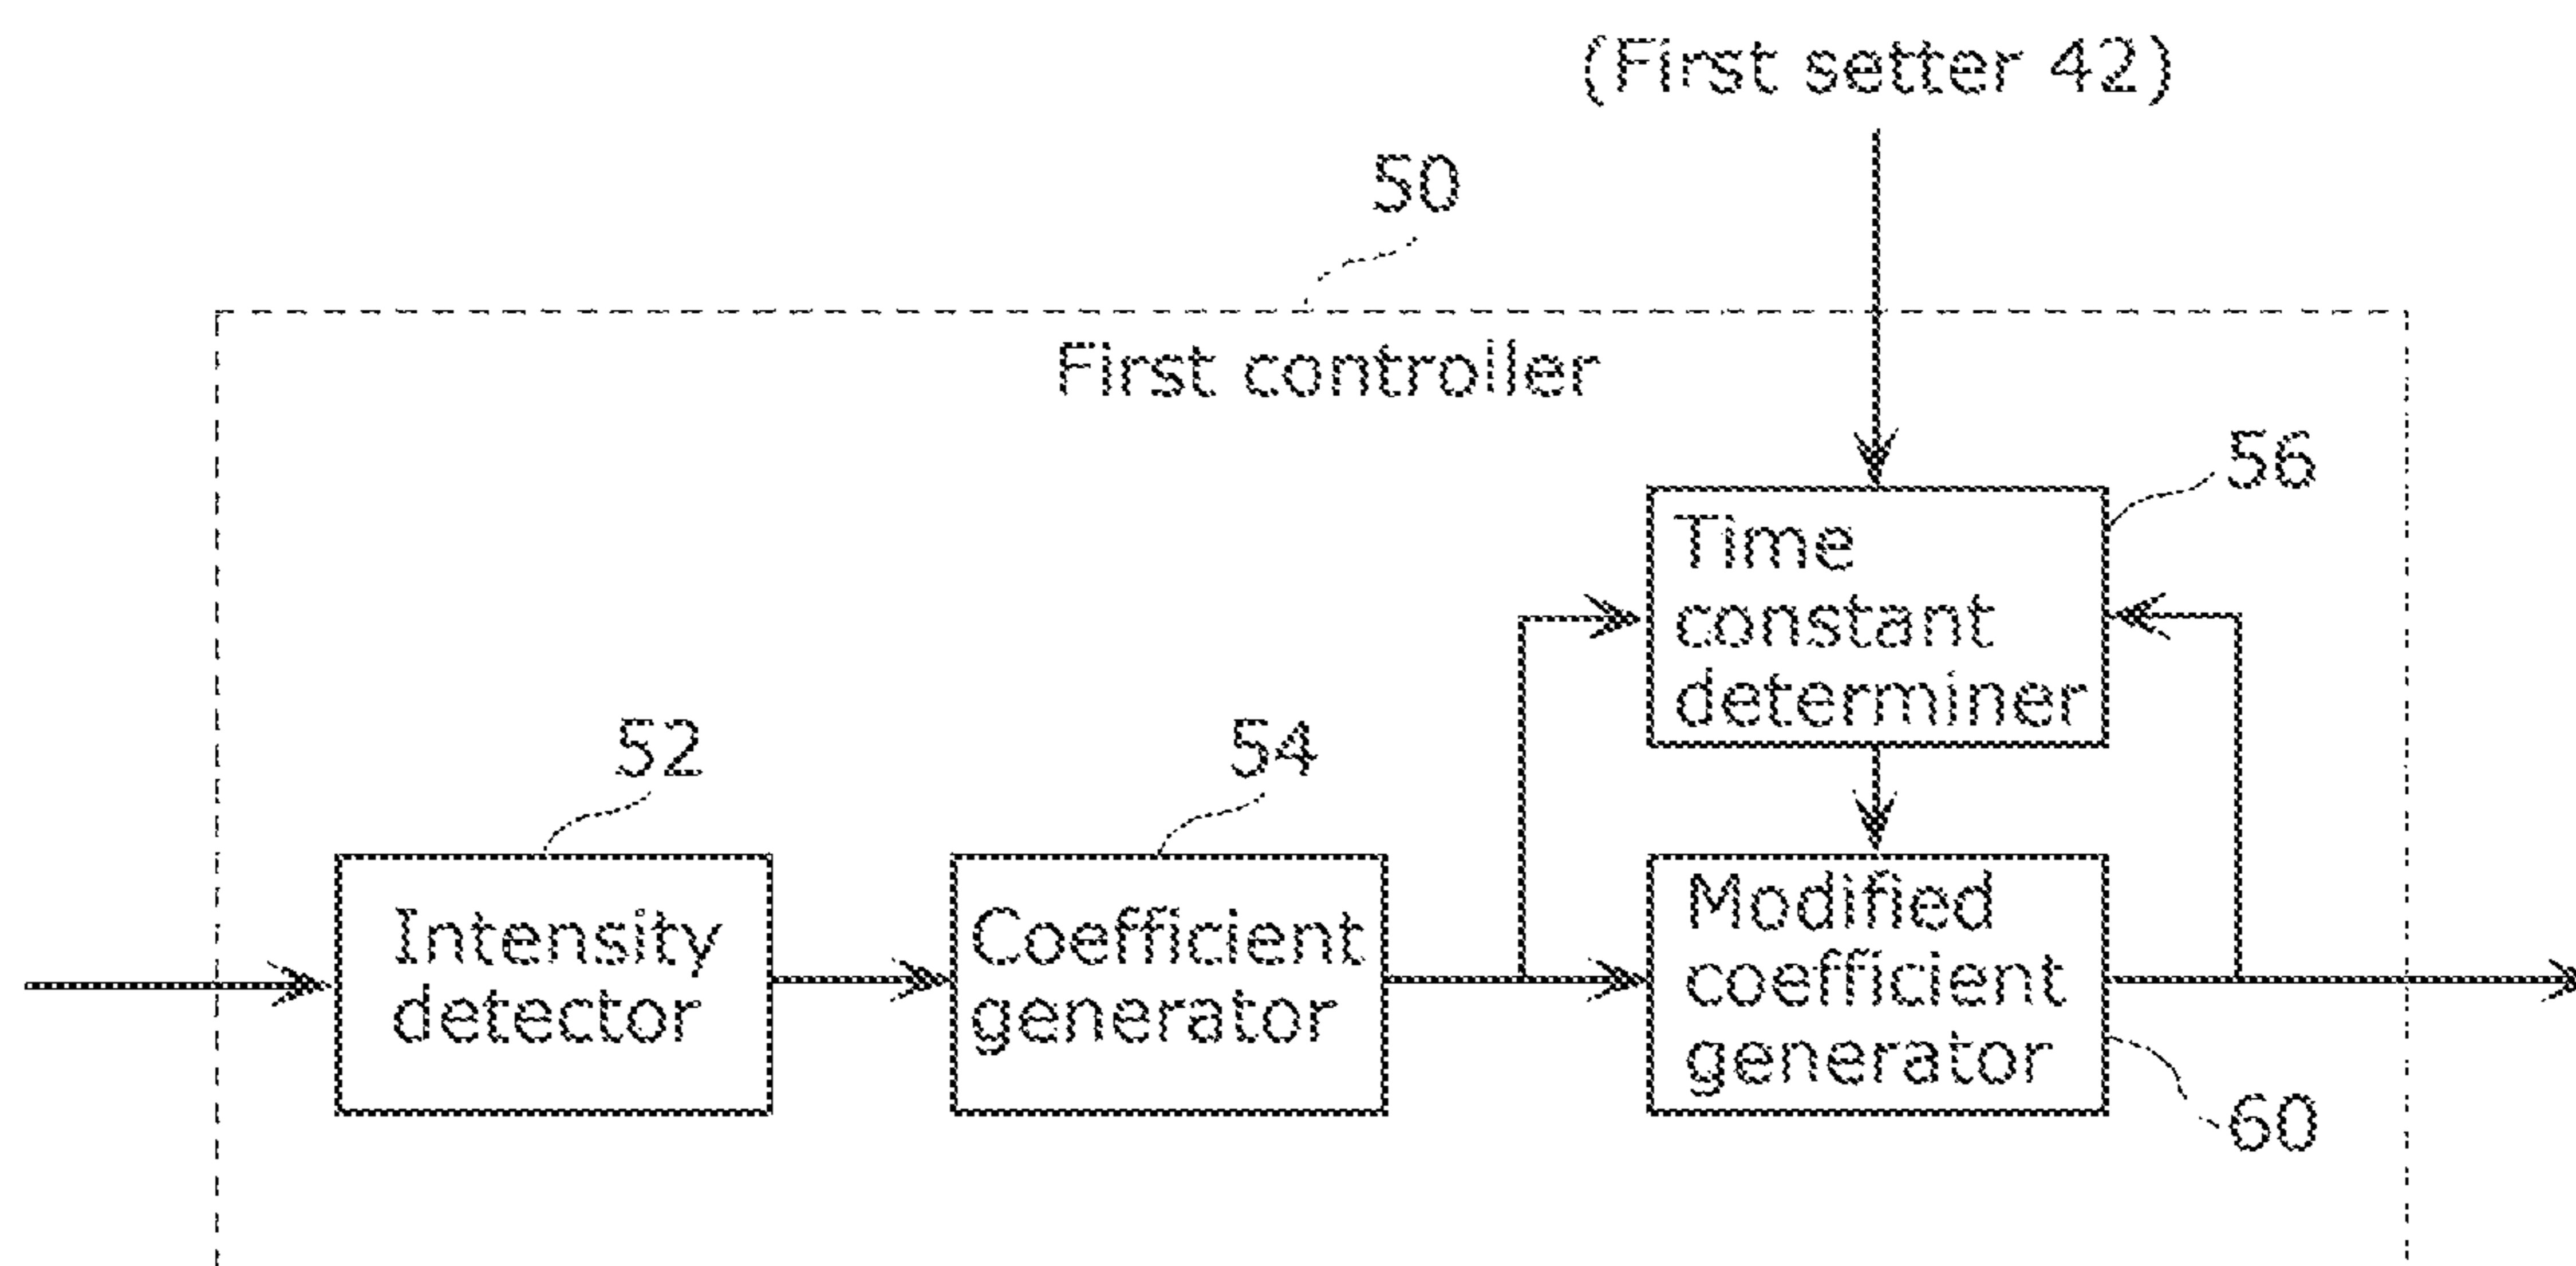 (First setter 42)
50
First controller
56
Time
constant
determiner
52
54
Intensity
detector
Coefficient
generator
Modified
coefficient
generator
60